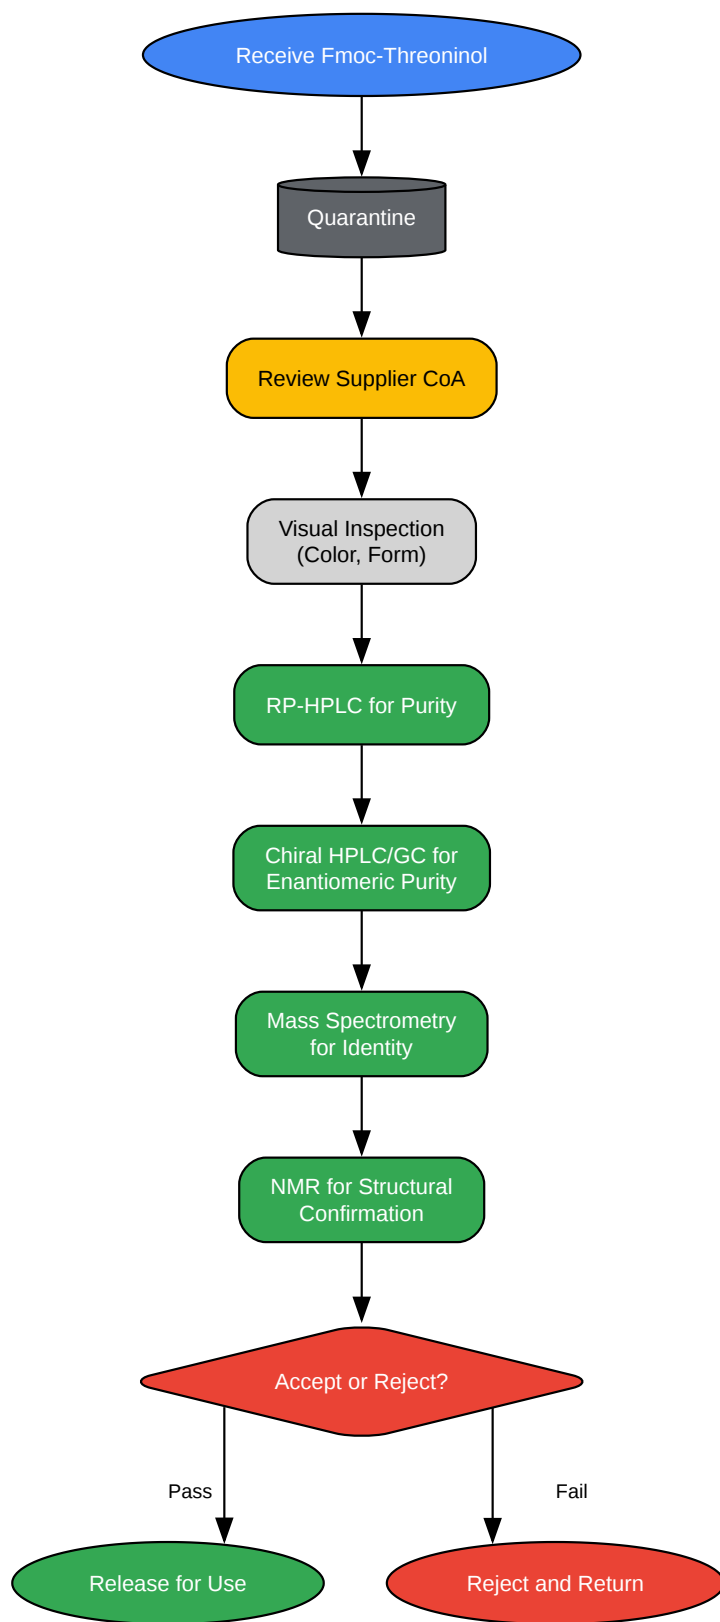 Receive Fmoc-Threoninol
Quarantine
Review Supplier CoA
Visual Inspection
(Color, Form)
RP-HPLC for Purity
Chiral HPLC/GC for
Enantiomeric Purity
Mass Spectrometry
for Identity
NMR for Structural
Confirmation
Accept or Reject?
Pass
Fail
Release for Use
Reject and Return